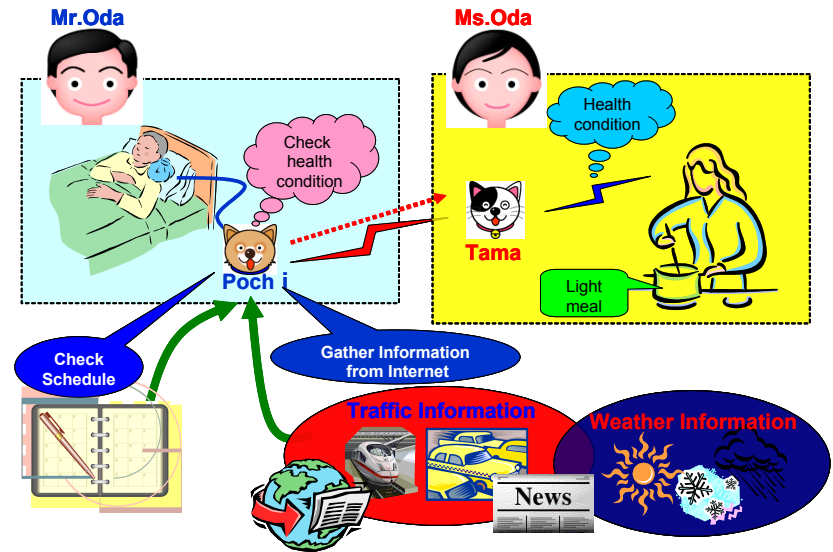 Mr.Oda
Ms.Oda
Check
health
condition
Health
condition
Tama
Poch i
Light
meal
Check
Schedule
Gather Information
from Internet
Traffic Information
Weather Information
News